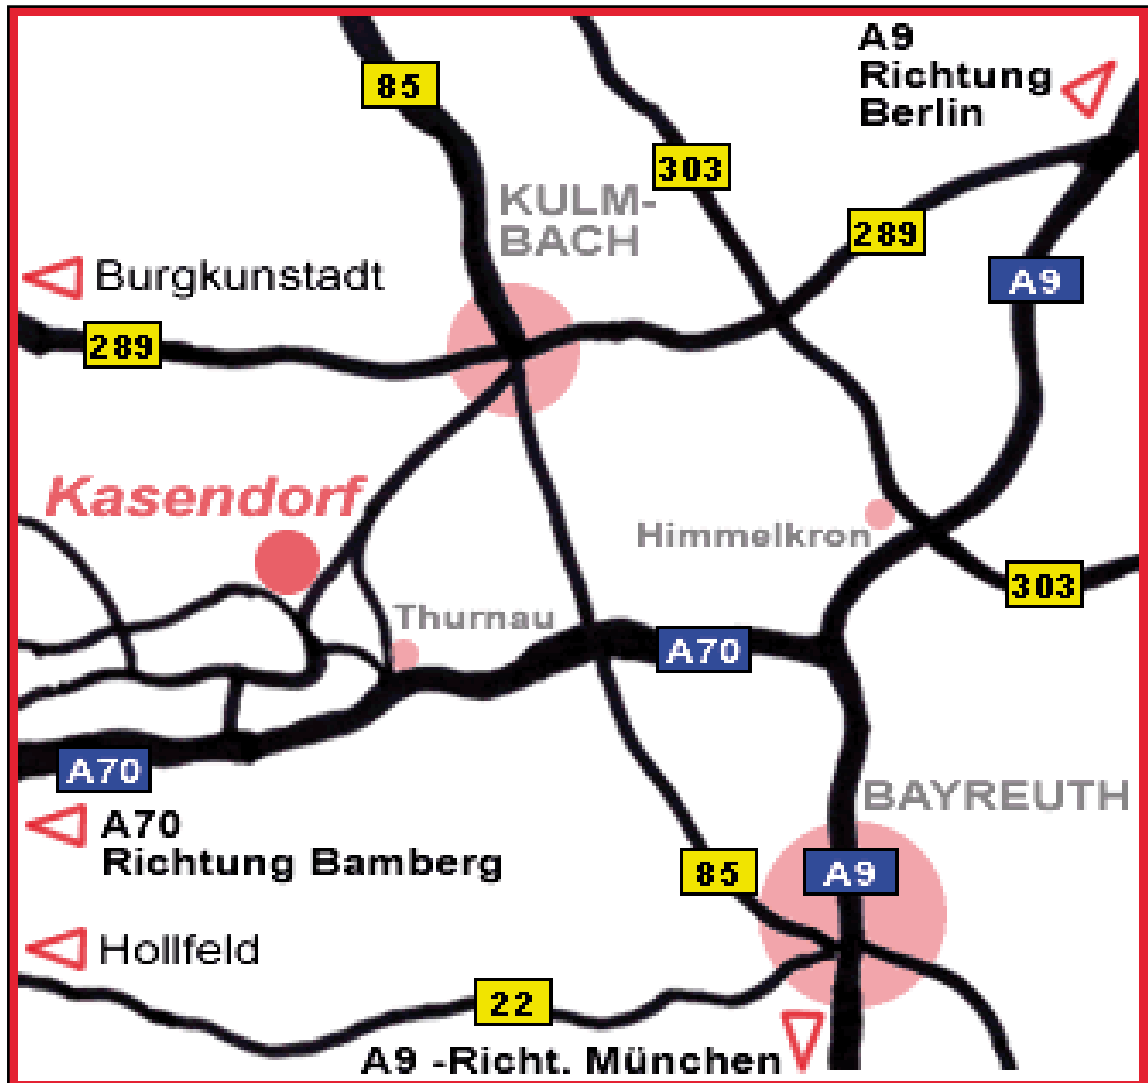 A9
Richtung
Berlin
85
303
KULM-
BACH
289
Burgkunstadt
A9
289
Kasendorf
Himmelkron
303
Thurnau
A70
A70
BAYREUTH
A70
Richtung Bamberg
85
A9
Hollfeld
22
A9 -Richt. München